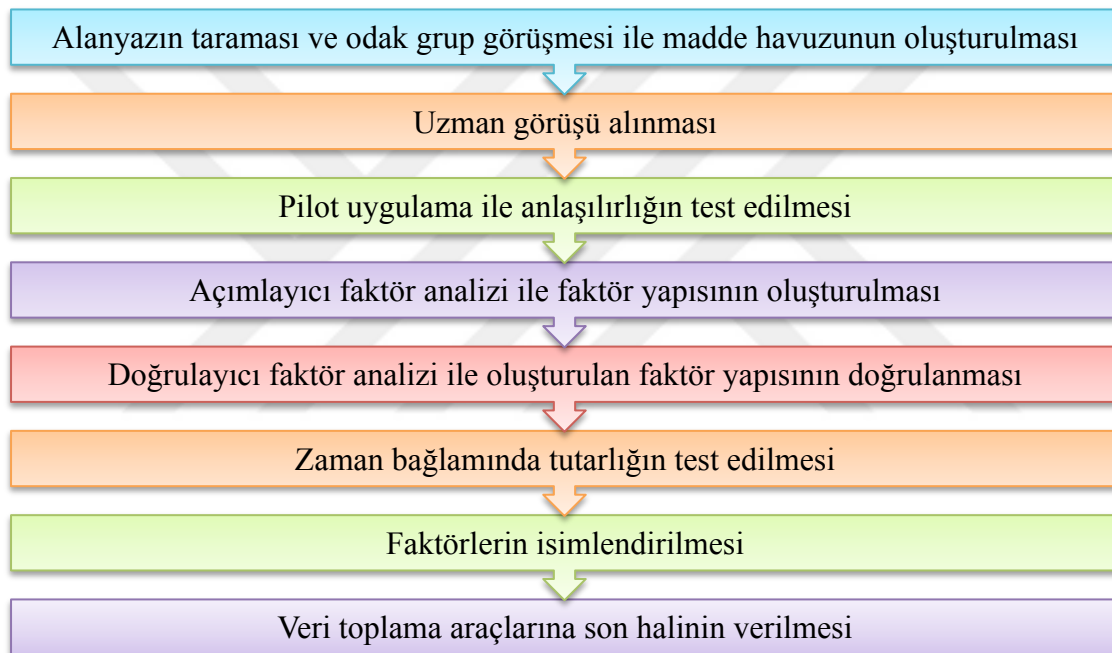 Alanyazın taraması ve odak grup görüşmesi ile madde havuzunun oluşturulması
Uzman görüşü alınması
Pilot uygulama ile anlaşılırlığın test edilmesi
Açımlayıcı faktör analizi ile faktör yapısının oluşturulması
Doğrulayıcı faktör analizi ile oluşturulan faktör yapısının doğrulanması
Zaman bağlamında tutarlığın test edilmesi
Faktörlerin isimlendirilmesi
Veri toplama araçlarına son halinin verilmesi